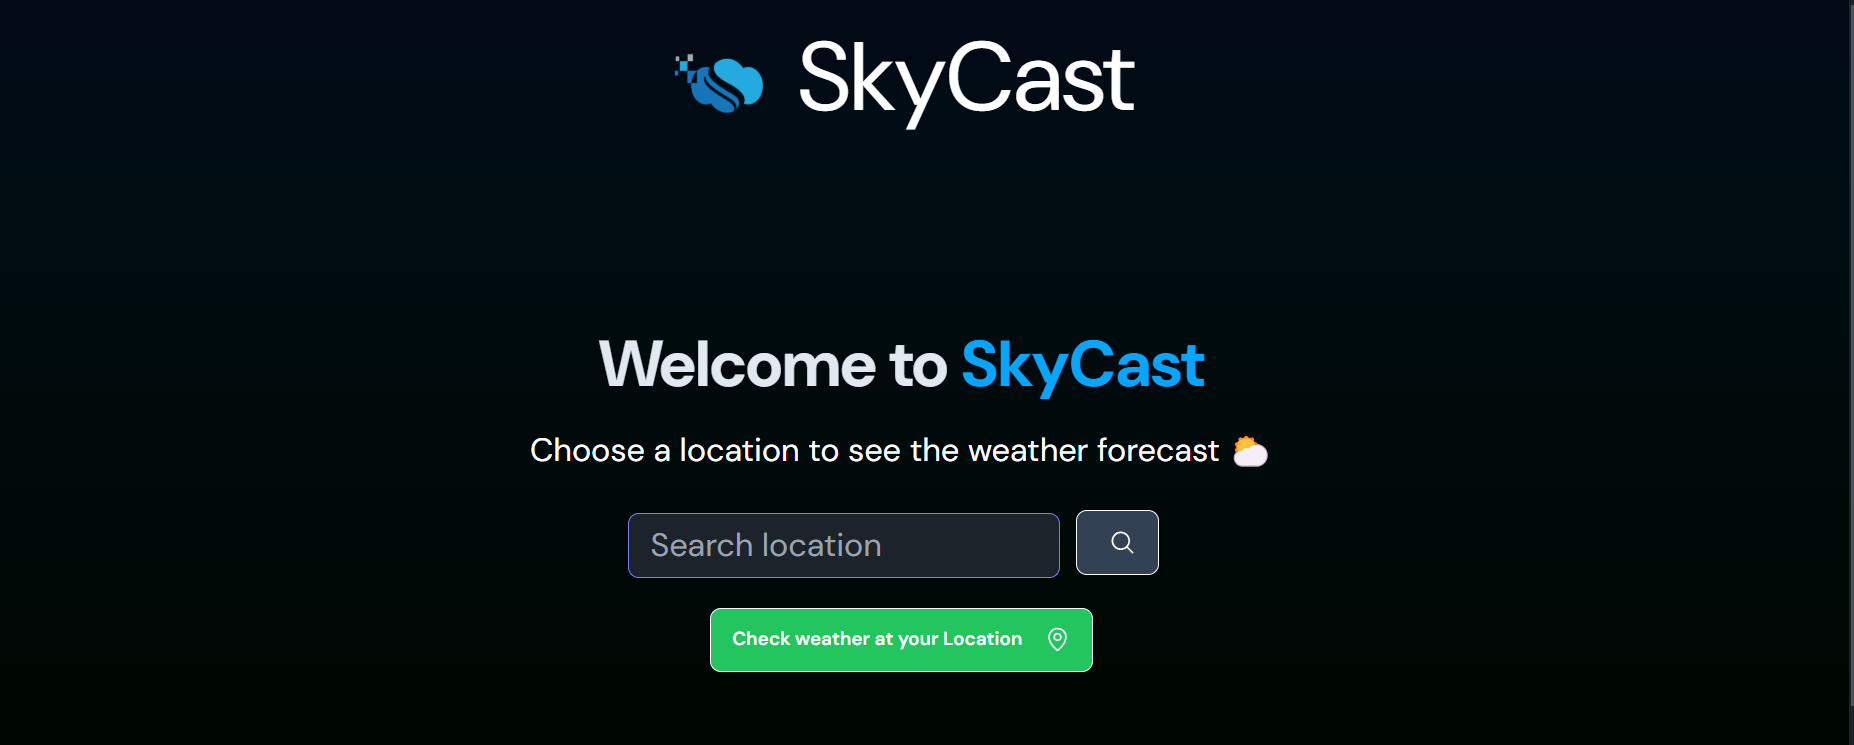 SkyCast
Welcome to SkyCast
Choose a location to see the weather forecast
Search location
Check weather at your Location